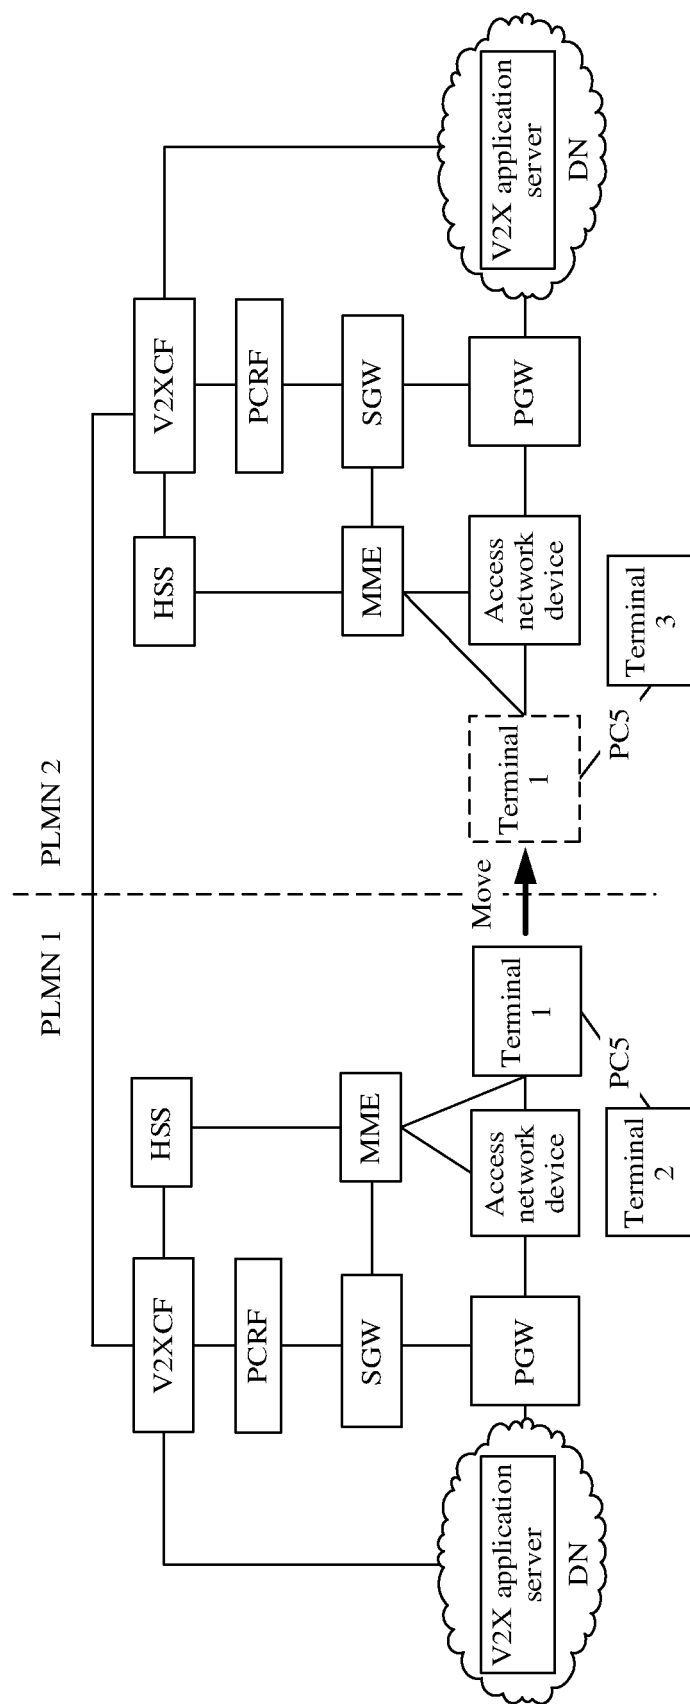 PLMN 1
PLMN 2
V2XCF
HSS
HSS
V2XCF
PCRF
PCRF
SGW
MME
MME
SGW
Move
V2X application
server
DN
PGW
Access
network
device
Terminal
1
Terminal
1
Access
network
device
PGW
V2X application
server
DN
PC5
PC5
Terminal
2
Terminal
3